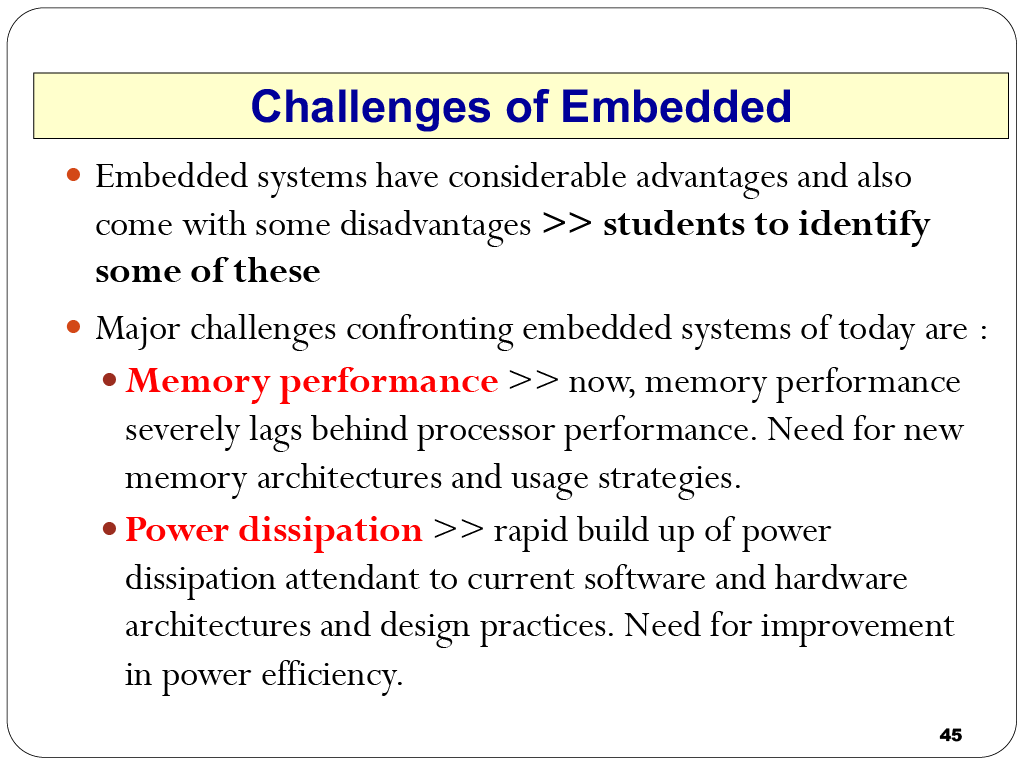 Challenges of Embedded
• Embedded systems have considerable advantages and also
come with some disadvantages >> students to identify
some of these
• Major challenges confronting embedded systems of today are :
• Memory performance >> now, memory performance
severely lags behind processor performance. Need for new
memory architectures and usage strategies.
• Power dissipation >> rapid build up of power
dissipation attendant to current software and hardware
architectures and design practices. Need for improvement
in power efficiency.
45